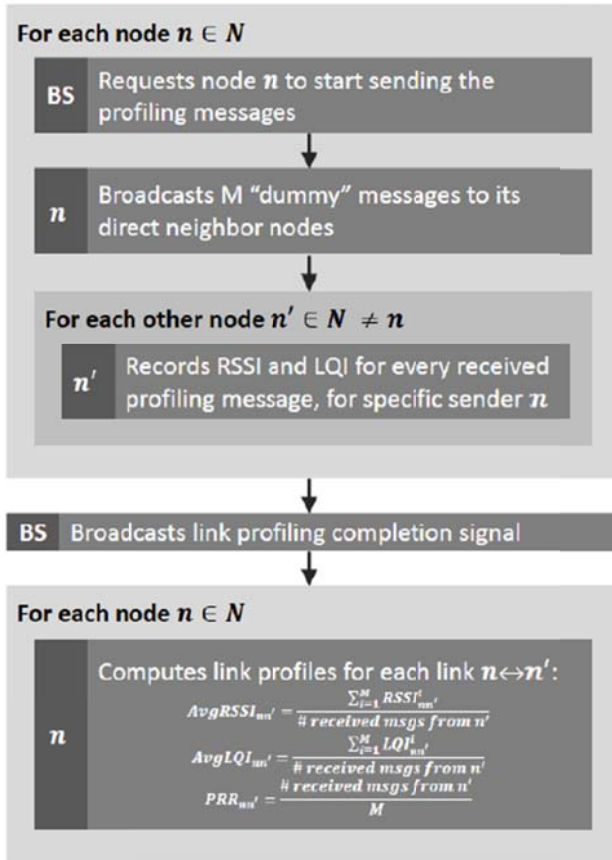 For each node n ∈ N
BS
Requests node n to start sending the
profiling messages
n
Broadcasts M “dummy” messages to its
direct neighbor nodes
For each other node n′ ∈ N ≠ n
n′
Records RSSI and LQI for every received
profiling message, for specific sender n
BS Broadcasts link profiling completion signal
For each node n ∈ N
n
Computes link profiles for each link n↔n′:
AvgRSSI_nn′ = ∑_{i=1}^{M} RSSI^i_nn′ / # received msgs from n′
AvgLQI_nn′ = ∑_{i=1}^{M} LQI^i_nn′ / # received msgs from n′
PRR_nn′ = # received msgs from n′ / M